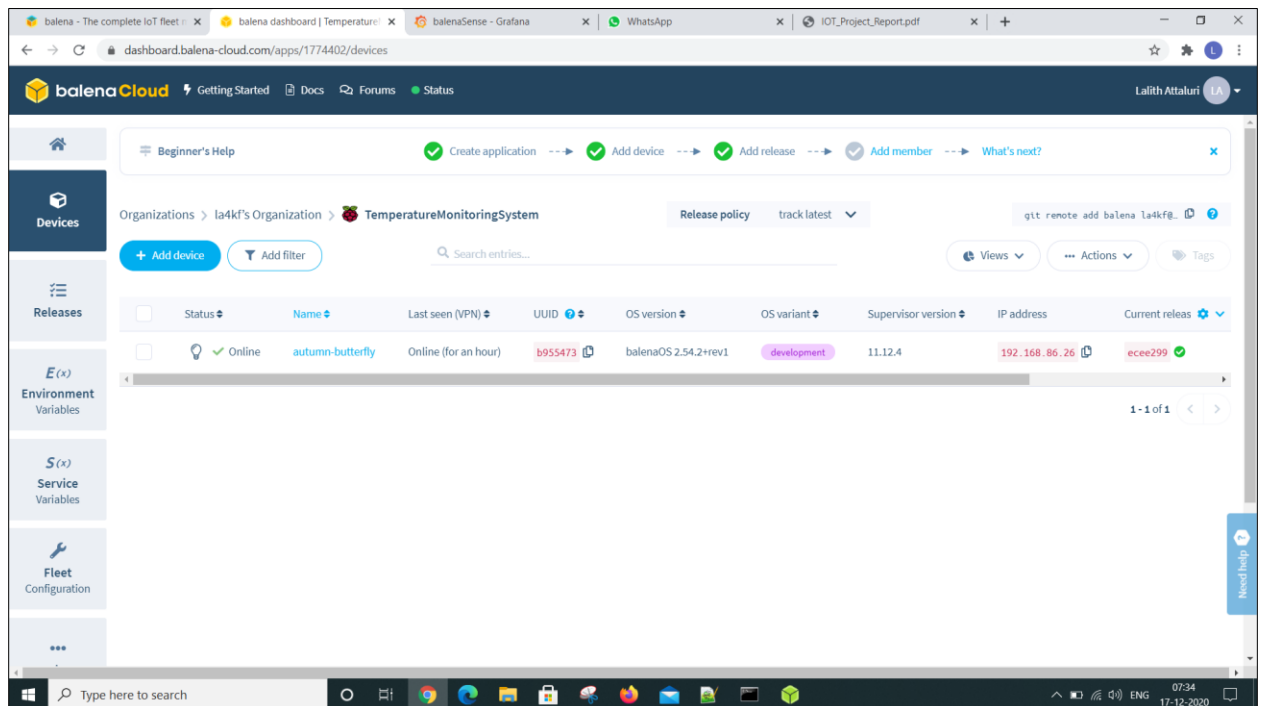 balena - The complete IoT fleet n
balena dashboard | Temperature
balenaSense - Grafana
WhatsApp
IOT_Project_Report.pdf
dashboard.balena-cloud.com/apps/1774402/devices
L
balenaCloud
Getting Started
Docs
Forums
Status
Lalith Attaluri
LA
Beginner's Help
Create application
Add device
Add release
Add member
What's next?
Devices
Organizations > la4kf's Organization > TemperatureMonitoringSystem
Release policy
track latest
git remote add balena la4kf@…
+ Add device
Add filter
Search entries...
Views
Actions
Tags
Releases
Status
Name
Last seen (VPN)
UUID
OS version
OS variant
Supervisor version
IP address
Current releas
Online
autumn-butterfly
Online (for an hour)
b955473
balenaOS 2.54.2+rev1
development
11.12.4
192.168.86.26
ecee299
E(x)
Environment
Variables
1 - 1 of 1
S(x)
Service
Variables
Fleet
Configuration
Need help
Type here to search
ENG
07:34
17-12-2020